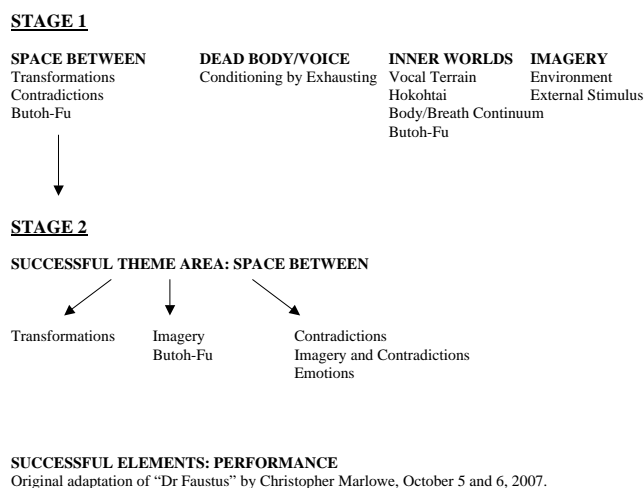 STAGE 1
SPACE BETWEEN DEAD BODY/VOICE INNER WORLDS IMAGERY
Transformations Conditioning by Exhausting Vocal Terrain Environment
Contradictions Hokohtai External Stimulus
Butoh-Fu Body/Breath Continuum
Butoh-Fu
STAGE 2
SUCCESSFUL THEME AREA: SPACE BETWEEN
Transformations Imagery Contradictions
Butoh-Fu Imagery and Contradictions
Emotions
SUCCESSFUL ELEMENTS: PERFORMANCE
Original adaptation of “Dr Faustus” by Christopher Marlowe, October 5 and 6, 2007.